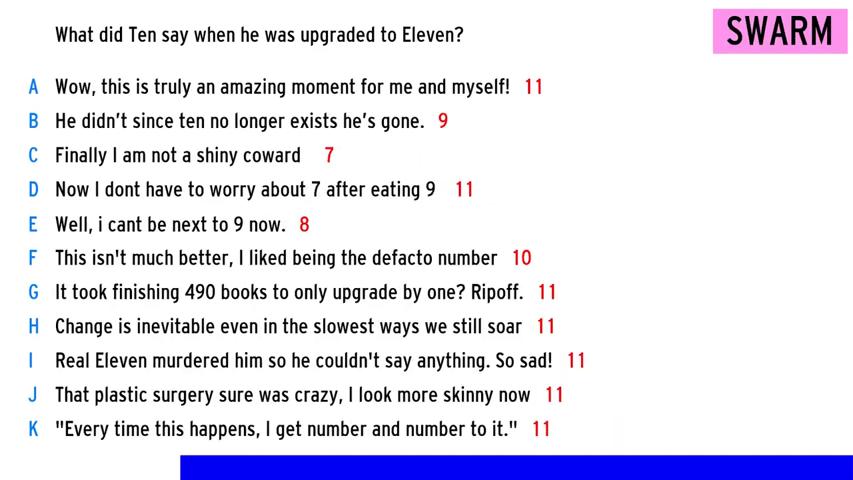 What did Ten say when he was upgraded to Eleven?
SWARM
A Wow, this is truly an amazing moment for me and myself! 11
B He didn't since ten no longer exists he's gone. 9
C Finally I am not a shiny coward 7
D Now I dont have to worry about 7 after eating 9 11
E Well, i cant be next to 9 now. 8
F This isn't much better, I liked being the defacto number 10
G It took finishing 490 books to only upgrade by one? Ripoff. 11
H Change is inevitable even in the slowest ways we still soar 11
I Real Eleven murdered him so he couldn't say anything. So sad! 11
J That plastic surgery sure was crazy, I look more skinny now 11
K "Every time this happens, I get number and number to it." 11